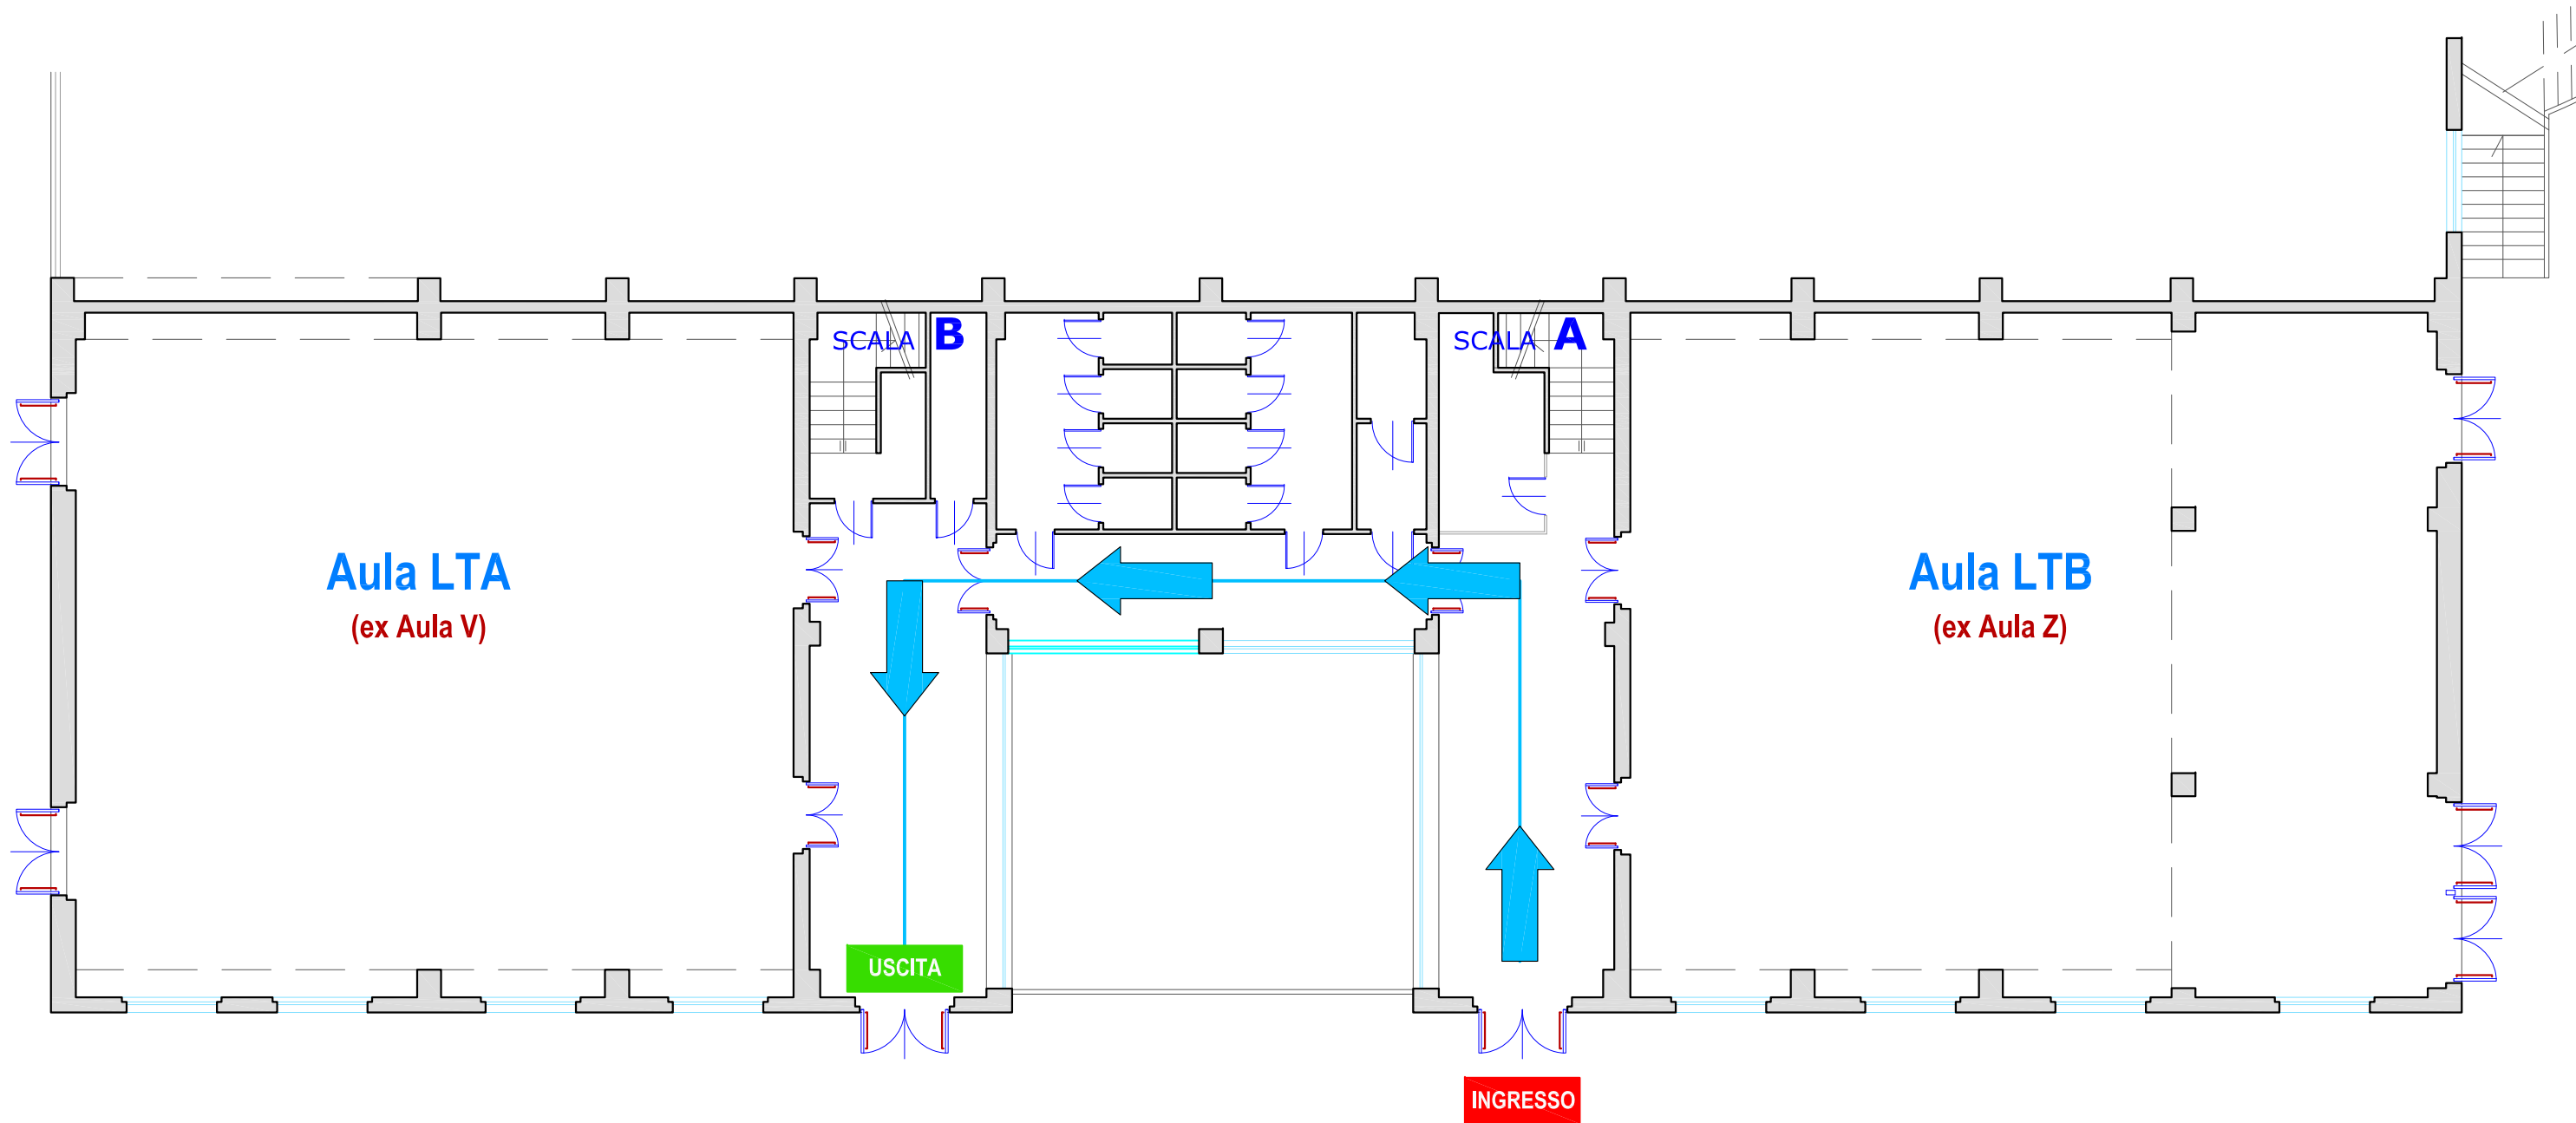 SCALA B
SCALA A
Aula LTA
(ex Aula V)
Aula LTB
(ex Aula Z)
USCITA
INGRESSO